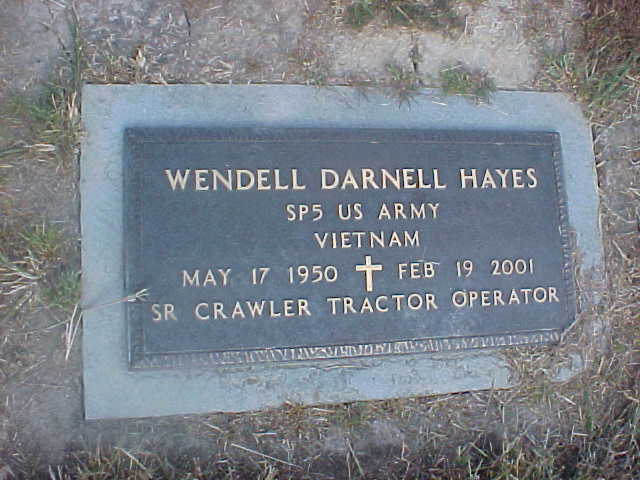 WENDELL DARNELL HAYES
SP5 US ARMY
VIETNAM
MAY 17 1950 FEB 19 2001
SR CRAWLER TRACTOR OPERATOR